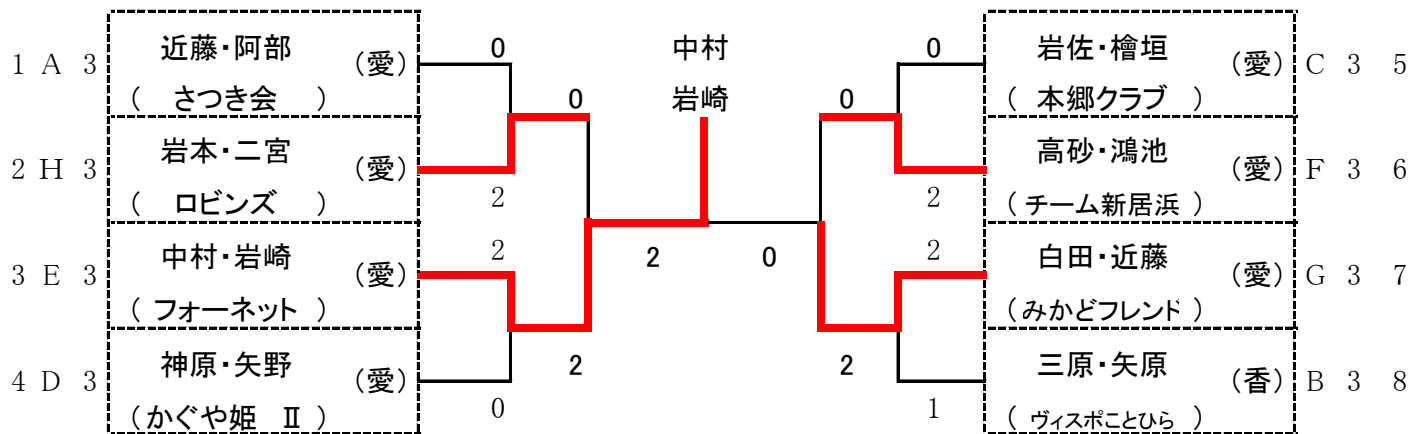 1 A 3 近藤・阿部 (愛) 0
( さつき会 )
2 H 3 岩本・二宮 (愛) 2
( ロビンズ )
3 E 3 中村・岩崎 (愛) 2
( フォーネット )
4 D 3 神原・矢野 (愛) 0
(かぐや姫 Ⅱ )
0
2
中村
岩崎
2 0
0
2
0 岩佐・檜垣 (愛) C 3 5
( 本郷クラブ )
2 高砂・鴻池 (愛) F 3 6
(チーム新居浜 )
2 白田・近藤 (愛) G 3 7
(みかどフレンド)
1 三原・矢原 (香) B 3 8
( ヴィスポことひら )